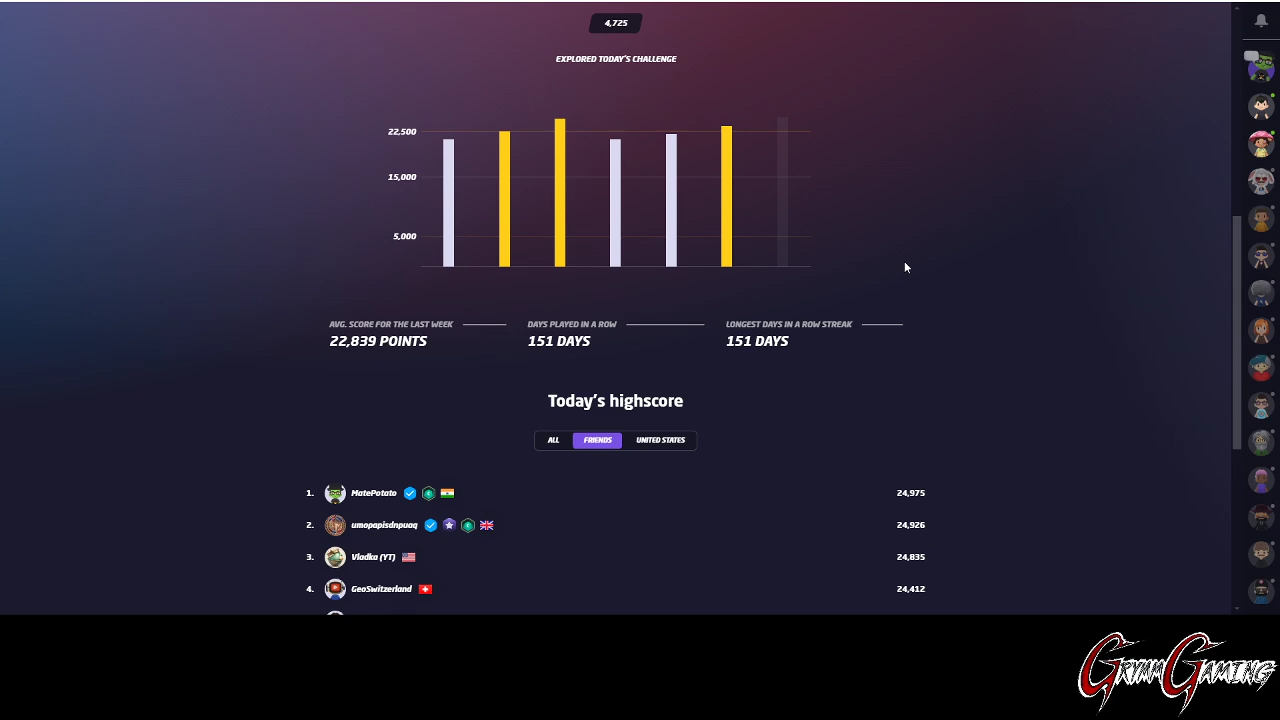 4,725
EXPLORED TODAY'S CHALLENGE
22,500
15,000
5,000
AVG. SCORE FOR THE LAST WEEK
22,839 POINTS
DAYS PLAYED IN A ROW
151 DAYS
LONGEST DAYS IN A ROW STREAK
151 DAYS
Today's highscore
ALL FRIENDS UNITED STATES
1. MatePotato 24,975
2. umopapisdnpuaq 24,926
3. Vladka (YT) 24,835
4. GeoSwitzerland 24,412
GrimmGaming